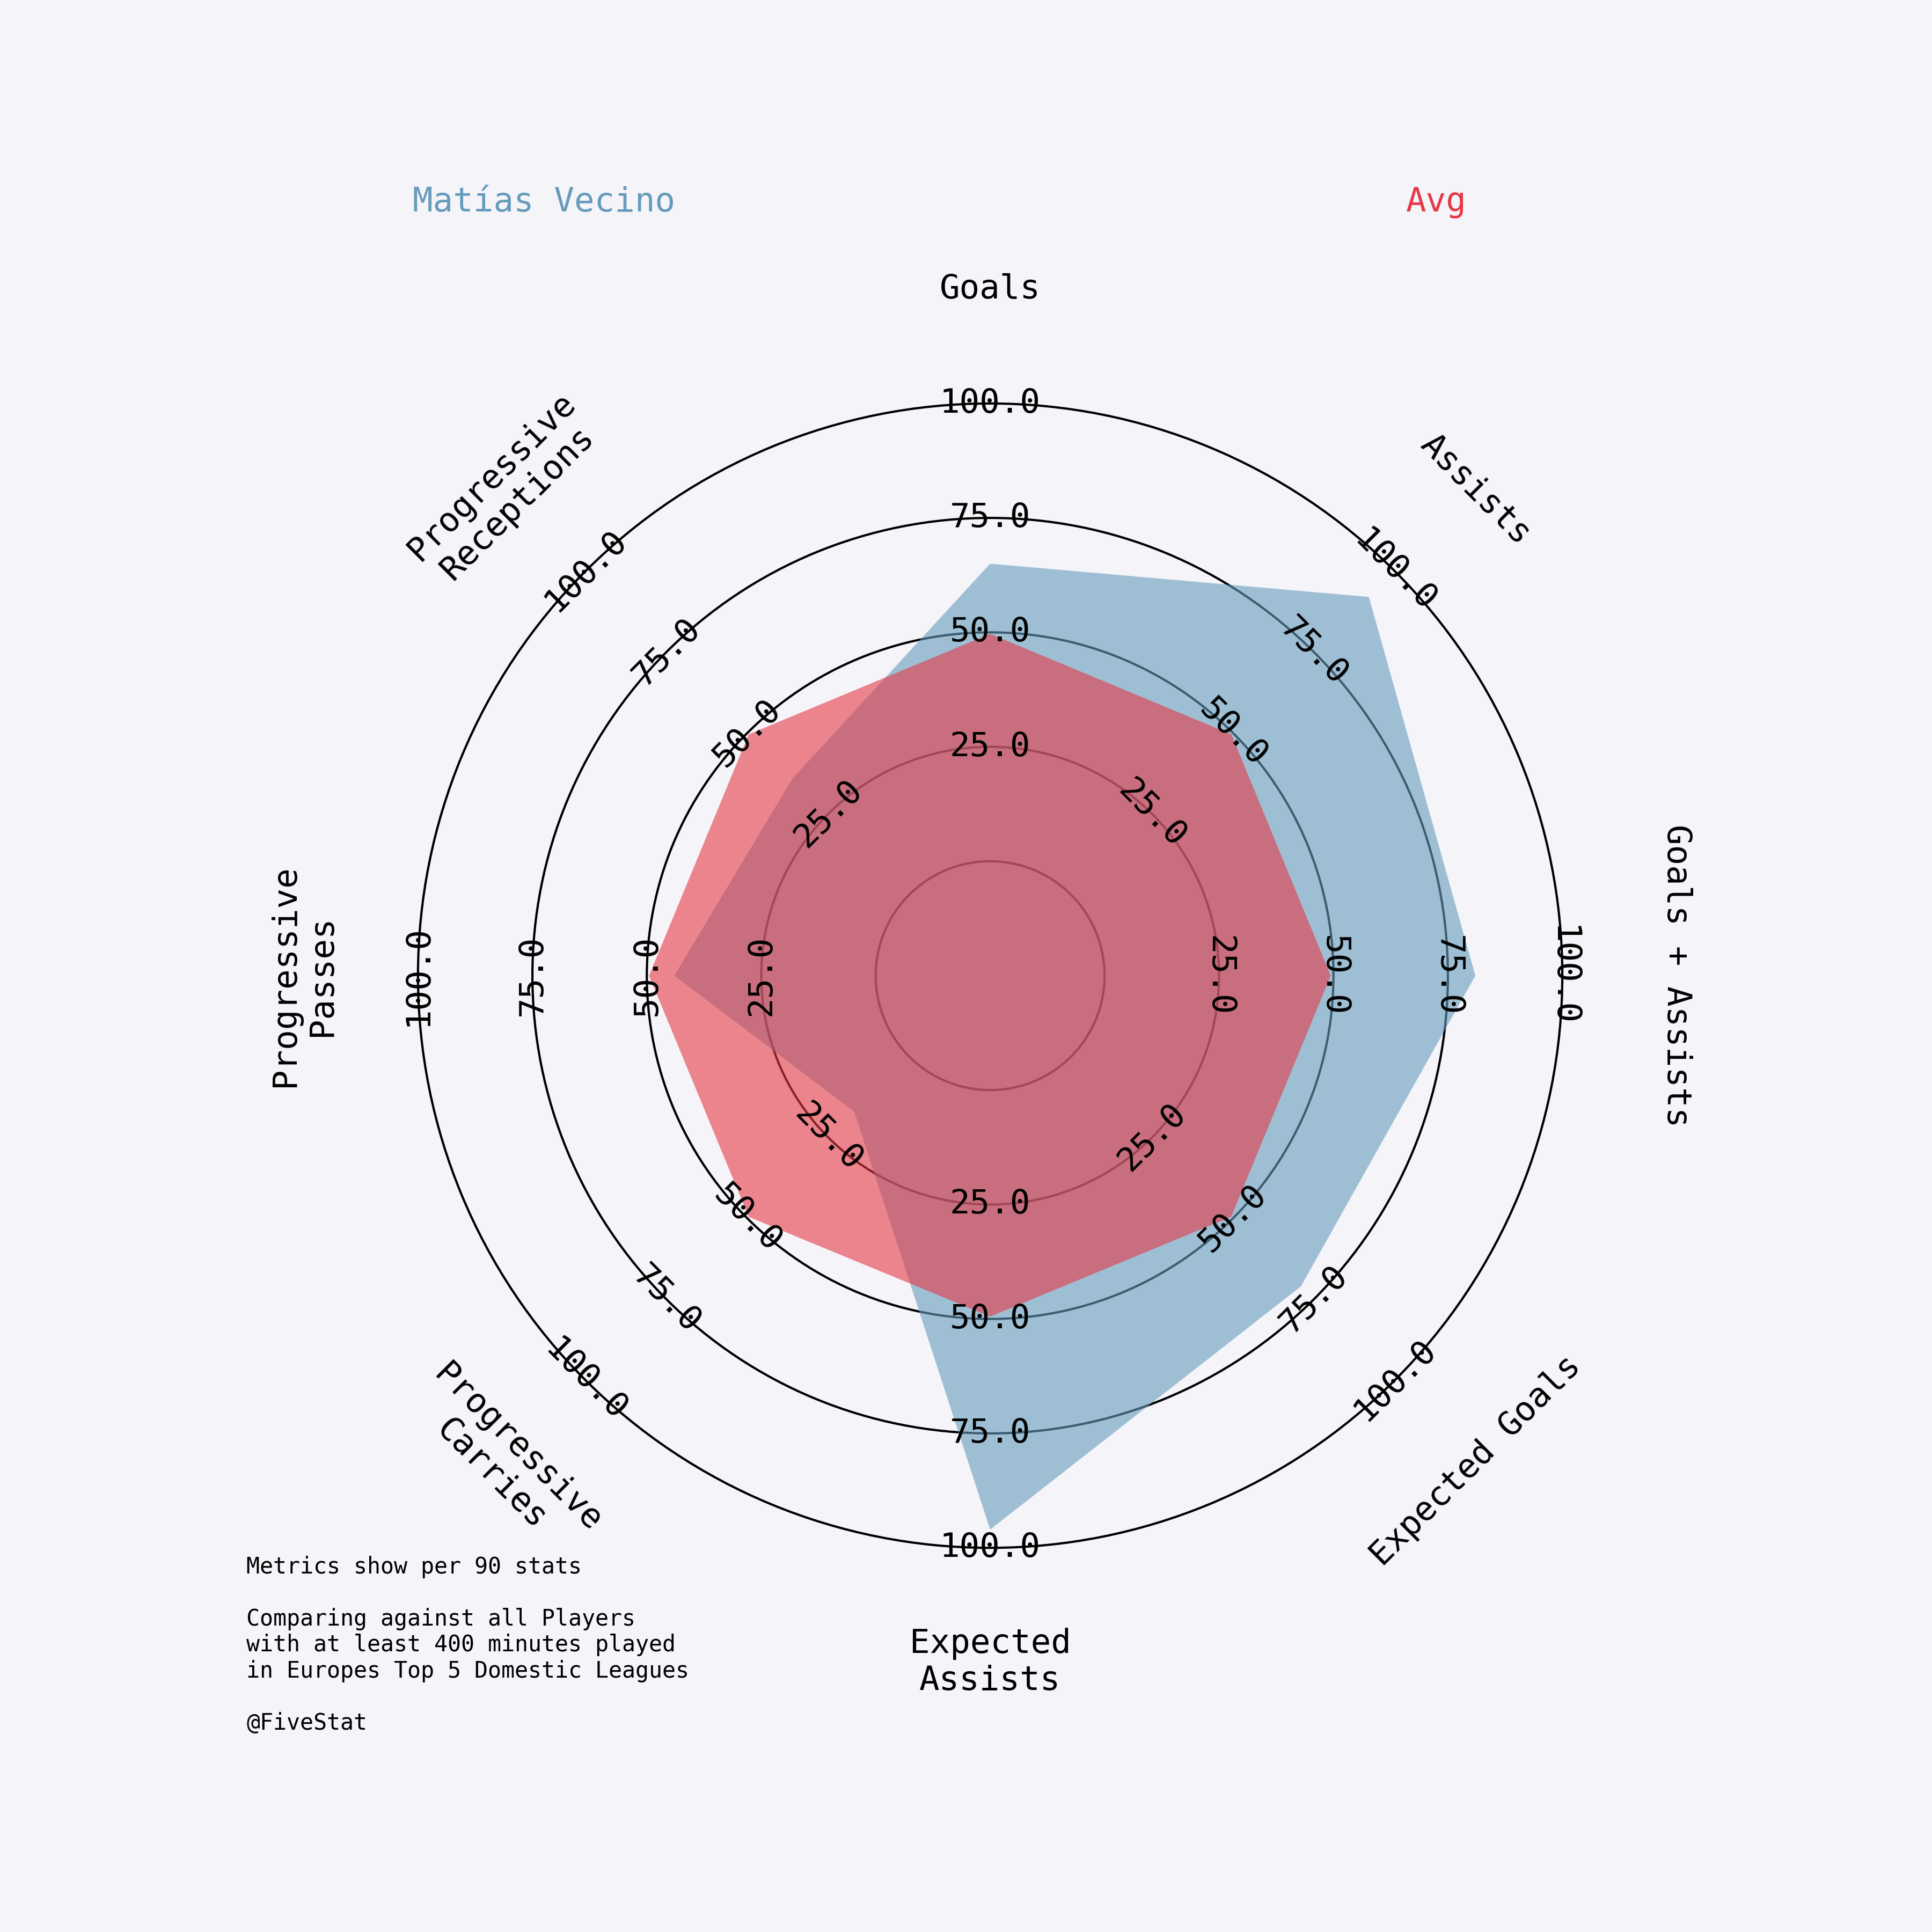 Matías Vecino
Avg
Goals
Assists
Goals + Assists
Expected Goals
Expected
Assists
Progressive
Carries
Progressive
Passes
Progressive
Receptions
25.0
50.0
75.0
100.0
25.0
50.0
75.0
100.0
25.0
50.0
75.0
100.0
25.0
50.0
75.0
100.0
25.0
50.0
75.0
100.0
25.0
50.0
75.0
100.0
25.0
50.0
75.0
100.0
25.0
50.0
75.0
100.0
Metrics show per 90 stats
Comparing against all Players
with at least 400 minutes played
in Europes Top 5 Domestic Leagues
@FiveStat